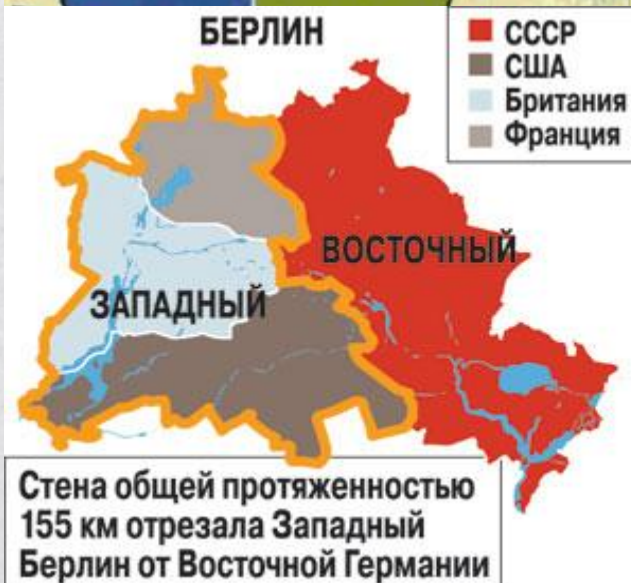 БЕРЛИН
СССР
США
Британия
Франция
ВОСТОЧНЫЙ
ЗАПАДНЫЙ
Стена общей протяженностью
155 км отрезала Западный
Берлин от Восточной Германии